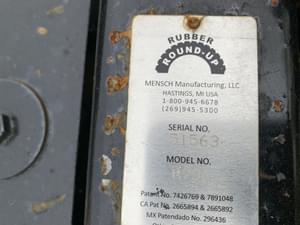 RUBBER
ROUND-UP
MENSCH Manufacturing, LLC
HASTINGS, MI USA
1-800-945-6678
(269)945-5300
SERIAL NO.
51563
MODEL NO.
Patent No. 7426769 & 7891048
CA Pat No. 2665894 & 2665892
MX Patendado No. 296436